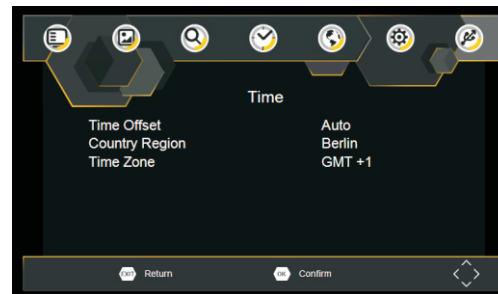 Time
Time Offset Auto
Country Region Berlin
Time Zone GMT +1
EXIT Return OK Confirm